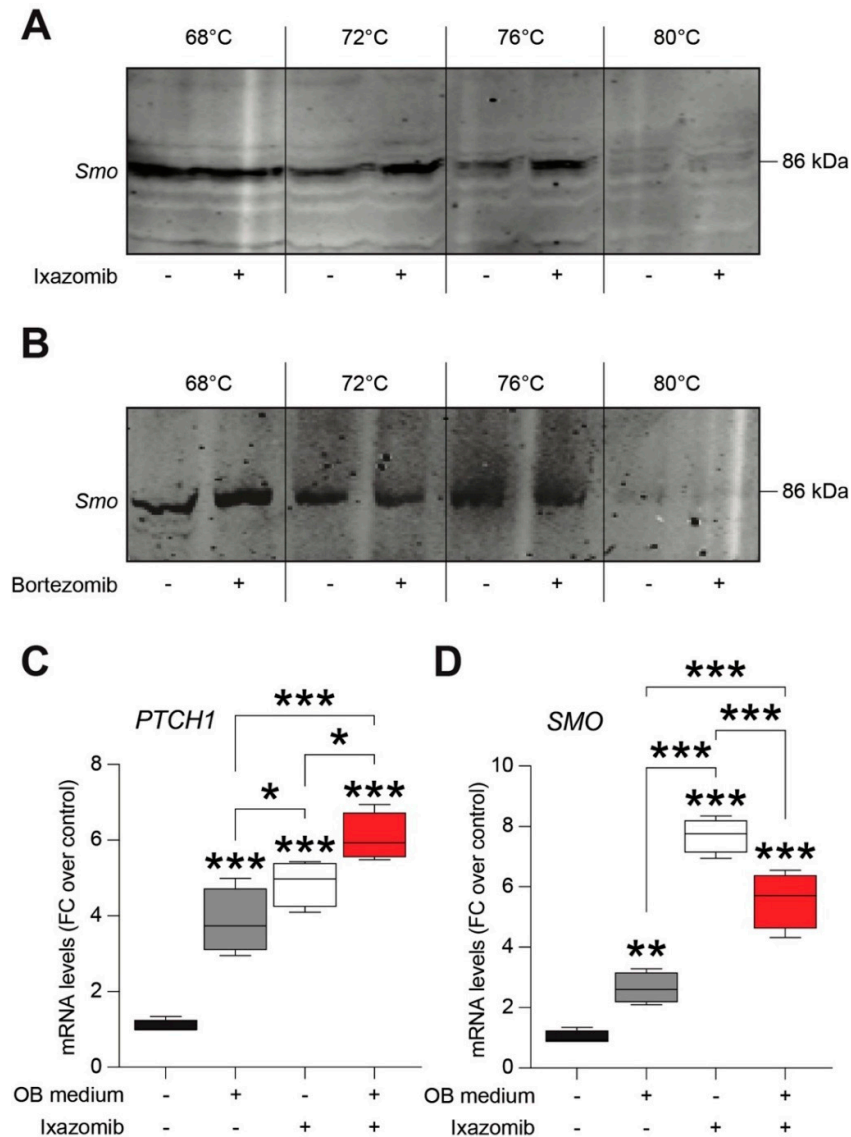 A
68°C 72°C 76°C 80°C
Smo
86 kDa
Ixazomib - + - + - + - +
B
68°C 72°C 76°C 80°C
Smo
86 kDa
Bortezomib - + - + - + - +
C
PTCH1
***
*
*
***
***
***
mRNA levels (FC over control)
8
6
4
2
0
OB medium - + - +
Ixazomib - - + +
D
SMO
***
***
***
***
***
**
mRNA levels (FC over control)
10
8
6
4
2
0
OB medium - + - +
Ixazomib - - + +